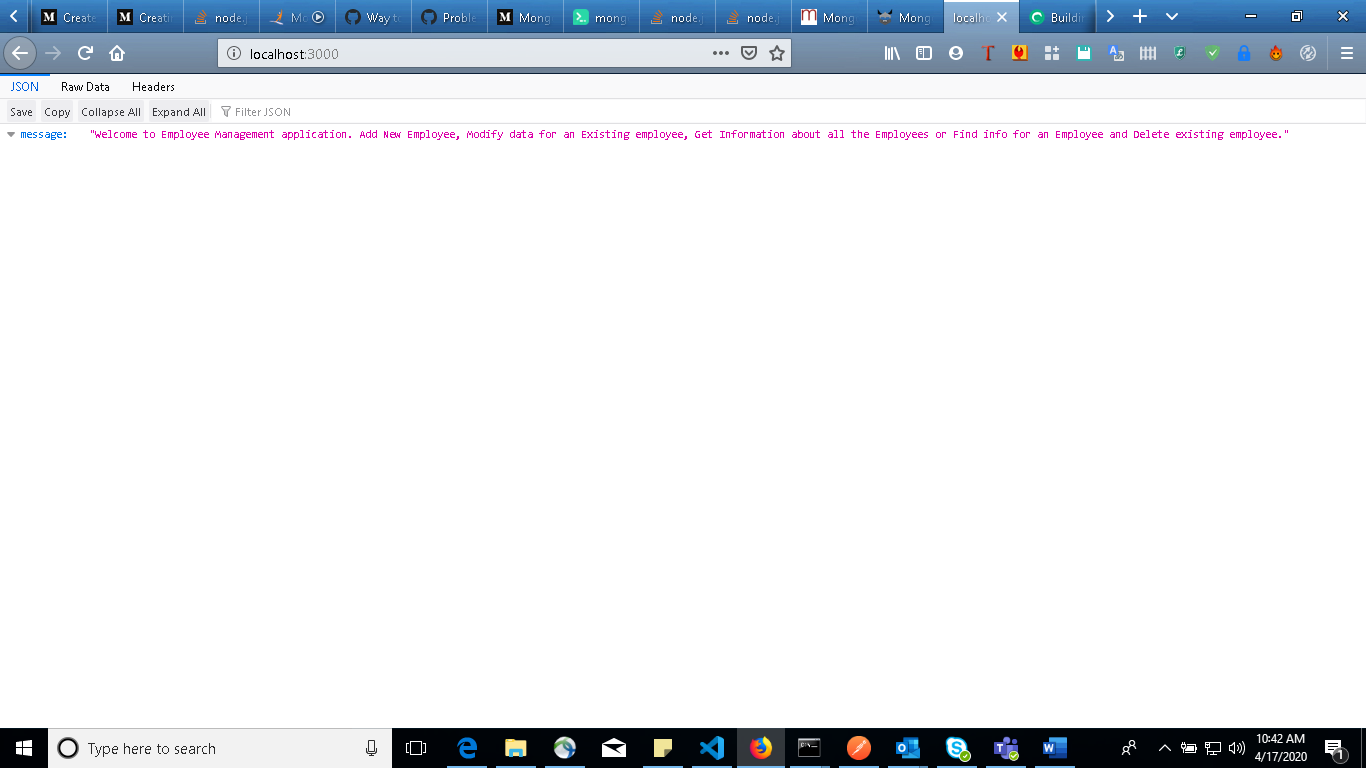 Create
Creatin
node.j
Mo
Way to
Proble
Mong
mong
node.j
node.j
Mong
Mong
localho
Buildin
localhost:3000
JSON
Raw Data
Headers
Save
Copy
Collapse All
Expand All
Filter JSON
message: "Welcome to Employee Management application. Add New Employee, Modify data for an Existing employee, Get Information about all the Employees or Find info for an Employee and Delete existing employee."
Type here to search
10:42 AM
4/17/2020
1